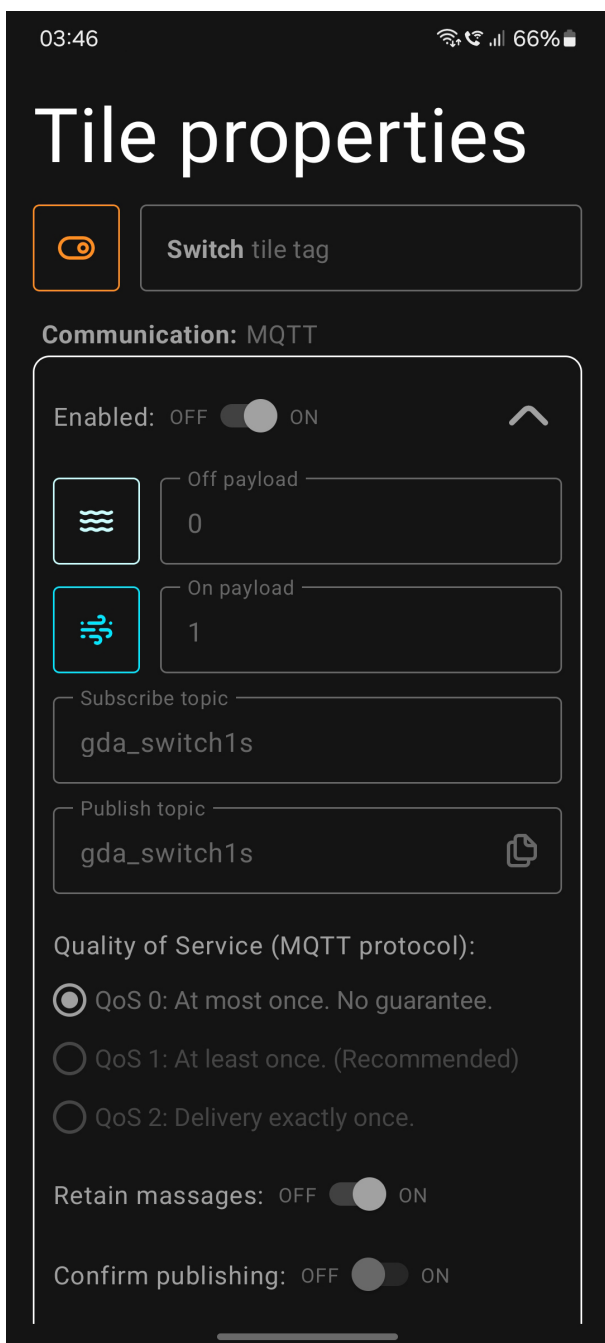 03:46 66%
Tile properties
Switch tile tag
Communication: MQTT
Enabled: OFF ON
Off payload
0
On payload
1
Subscribe topic
gda_switch1s
Publish topic
gda_switch1s
Quality of Service (MQTT protocol):
QoS 0: At most once. No guarantee.
QoS 1: At least once. (Recommended)
QoS 2: Delivery exactly once.
Retain massages: OFF ON
Confirm publishing: OFF ON